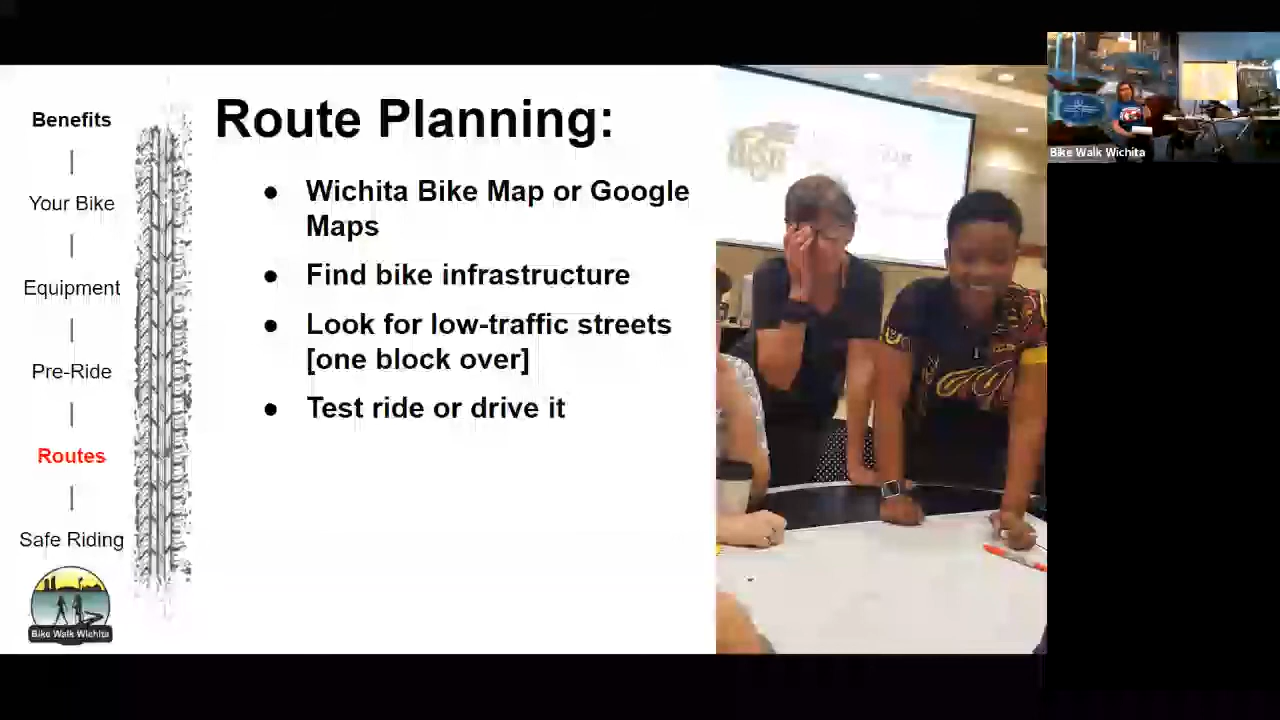 Benefits
Your Bike
Equipment
Pre-Ride
Routes
Safe Riding
Bike Walk Wichita
Route Planning:
● Wichita Bike Map or Google
Maps
● Find bike infrastructure
● Look for low-traffic streets
[one block over]
● Test ride or drive it
Bike Walk Wichita